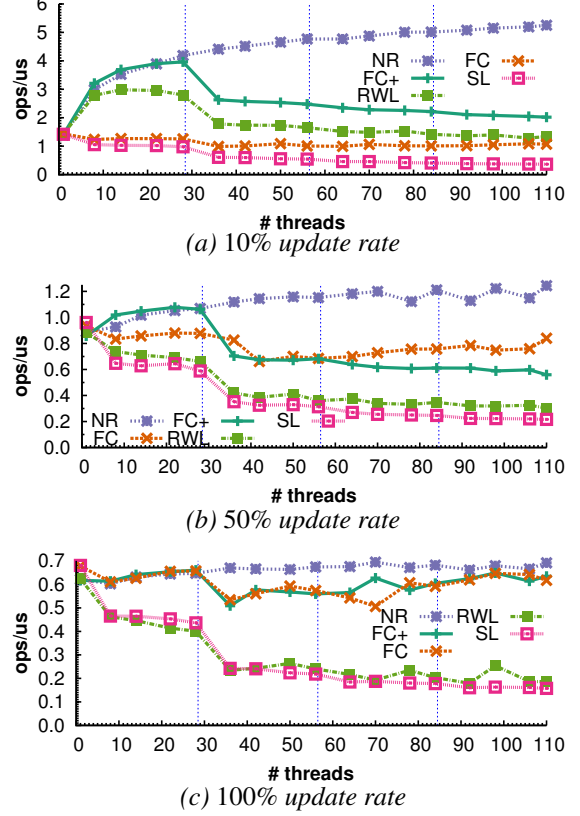 6
5
4
3
2
1
0
ops/us
NR FC
FC+ SL
RWL
0 10 20 30 40 50 60 70 80 90 100 110
# threads
(a) 10% update rate
1.2
1.0
0.8
0.6
0.4
0.2
0.0
ops/us
NR FC+ SL
FC RWL
0 10 20 30 40 50 60 70 80 90 100 110
# threads
(b) 50% update rate
0.7
0.6
0.5
0.4
0.3
0.2
0.1
0.0
ops/us
NR RWL
FC+ SL
FC
0 10 20 30 40 50 60 70 80 90 100 110
# threads
(c) 100% update rate